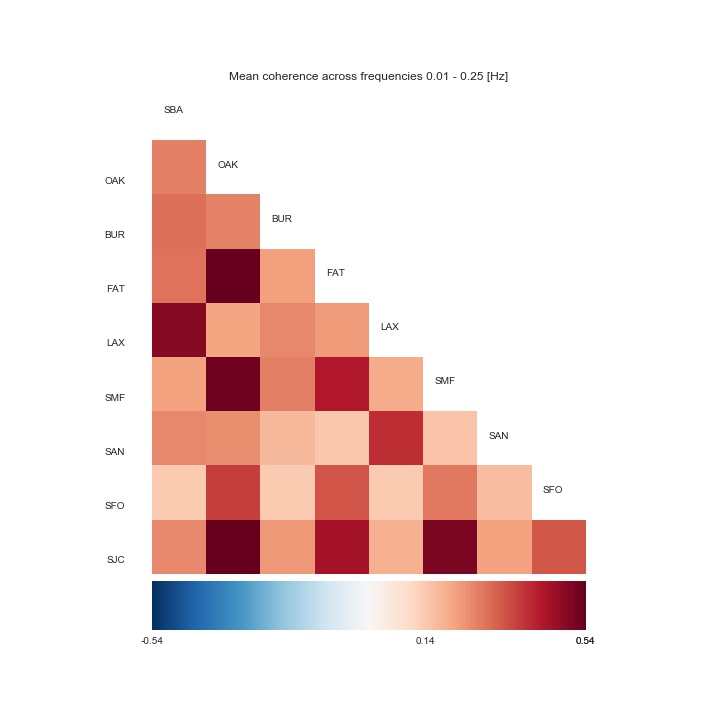 Mean coherence across frequencies 0.01 - 0.25 [Hz]
SBA
OAK
OAK
BUR
BUR
FAT
FAT
LAX
LAX
SMF
SMF
SAN
SAN
SFO
SFO
SJC
-0.54
0.14
0.54